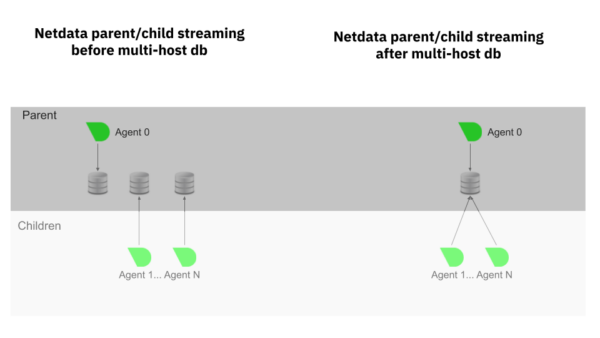 Netdata parent/child streaming
before multi-host db
Netdata parent/child streaming
after multi-host db
Parent
Agent 0
Agent 0
Children
Agent 1... Agent N
Agent 1... Agent N